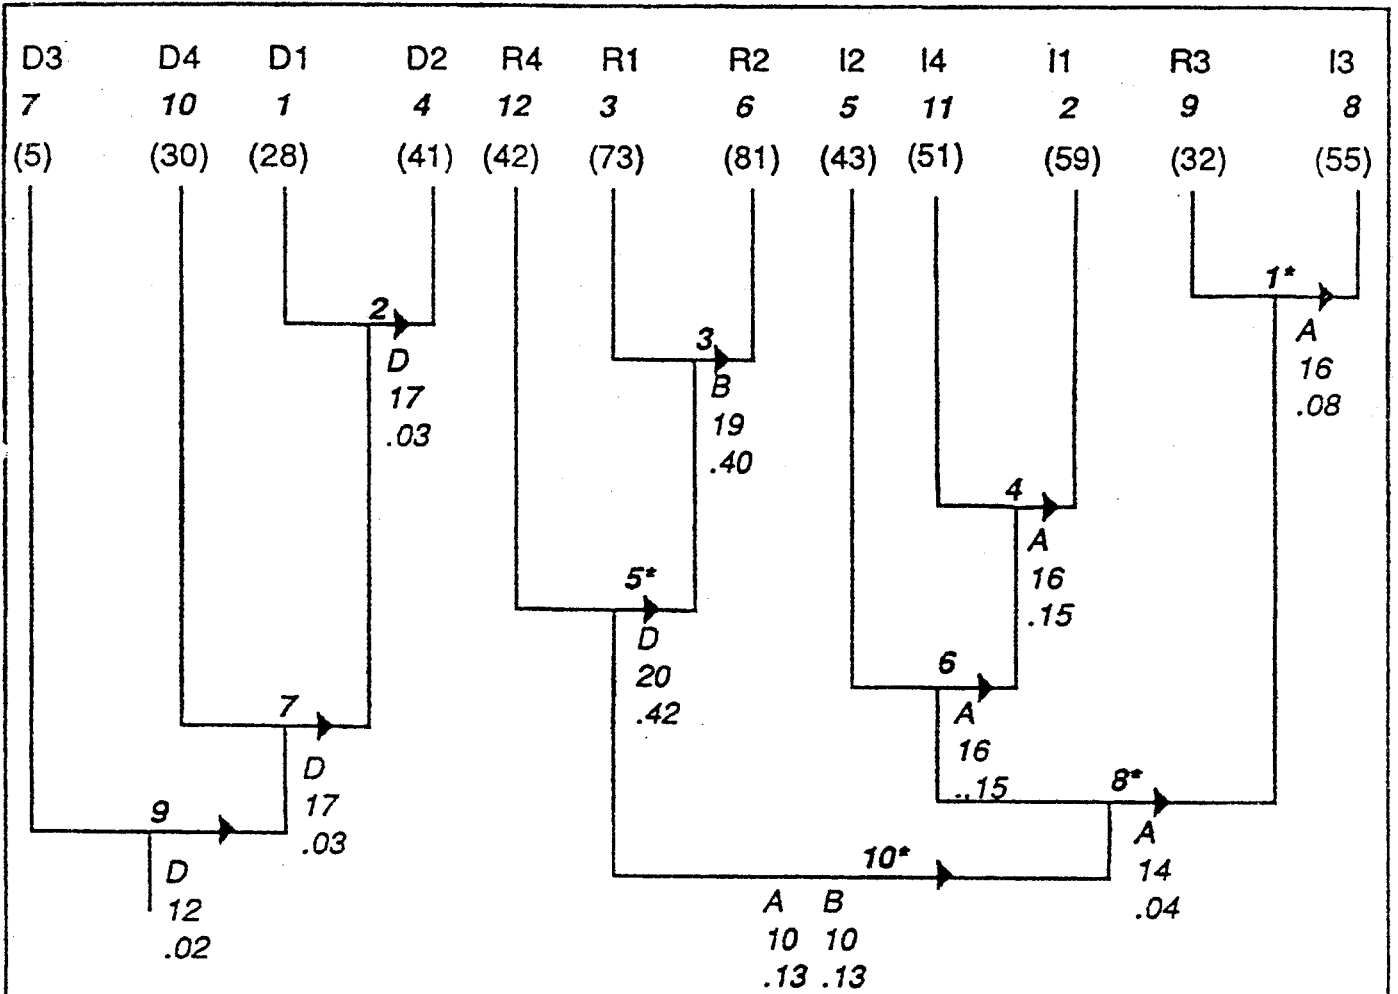 D3 D4 D1 D2 R4 R1 R2 I2 I4 I1 R3 I3
7 10 1 4 12 3 6 5 11 2 9 8
(5) (30) (28) (41) (42) (73) (81) (43) (51) (59) (32) (55)
1*
A
16
.08
2
D
17
.03
3
B
19
.40
4
A
16
.15
5*
D
20
.42
6
A
16
..15
7
D
17
.03
8*
A
14
.04
9
D
12
.02
10*
A B
10 10
.13 .13